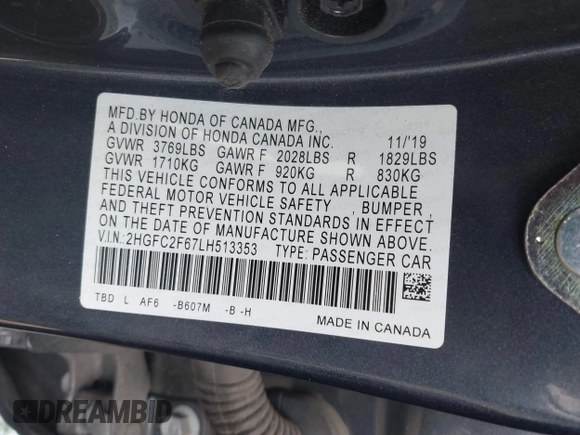 MFD.BY HONDA OF CANADA MFG.,
A DIVISION OF HONDA CANADA INC. 11/'19
GVWR 3769LBS GAWR F 2028LBS R 1829LBS
GVWR 1710KG GAWR F 920KG R 830KG
THIS VEHICLE CONFORMS TO ALL APPLICABLE
FEDERAL MOTOR VEHICLE SAFETY , BUMPER ,
AND THEFT PREVENTION STANDARDS IN EFFECT
ON THE DATE OF MANUFACTURE SHOWN ABOVE.
V.I.N.: 2HGFC2F67LH513353 TYPE: PASSENGER CAR
TBD L AF6 -B607M -B -H
MADE IN CANADA
DREAMBID